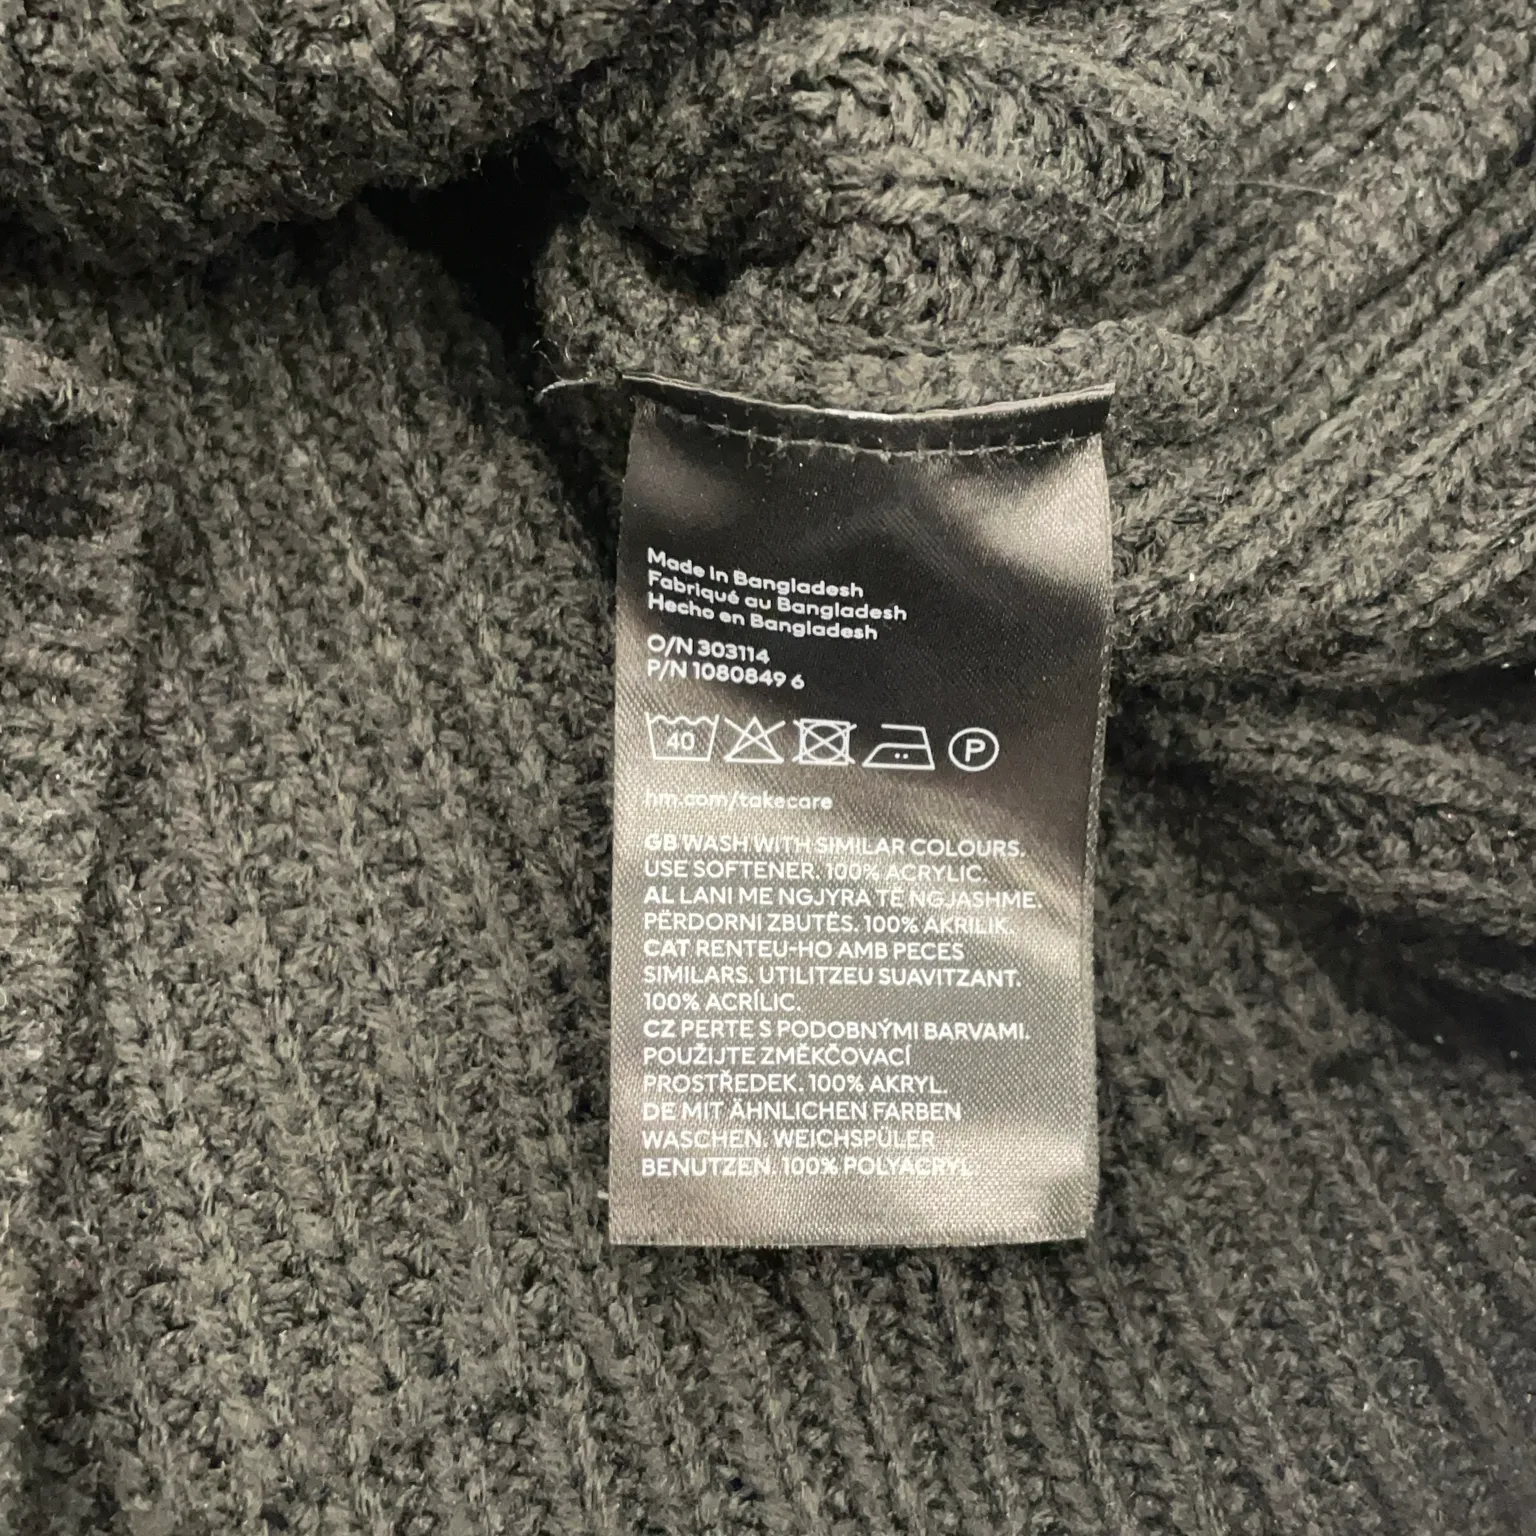 Made in Bangladesh
Fabriqué au Bangladesh
Hecho en Bangladesh
O/N 303114
P/N 1080849 6
40 P
hm.com/takecare
GB WASH WITH SIMILAR COLOURS.
USE SOFTENER. 100% ACRYLIC.
AL LANI ME NGJYRA TË NGJASHME.
PËRDORNI ZBUTËS. 100% AKRILIK.
CAT RENTEU-HO AMB PECES
SIMILARS. UTILITZEU SUAVITZANT.
100% ACRÍLIC.
CZ PERTE S PODOBNÝMI BARVAMI.
POUŽIJTE ZMĚKČOVACÍ
PROSTŘEDEK. 100% AKRYL.
DE MIT ÄHNLICHEN FARBEN
WASCHEN. WEICHSPÜLER
BENUTZEN. 100% POLYACRYL